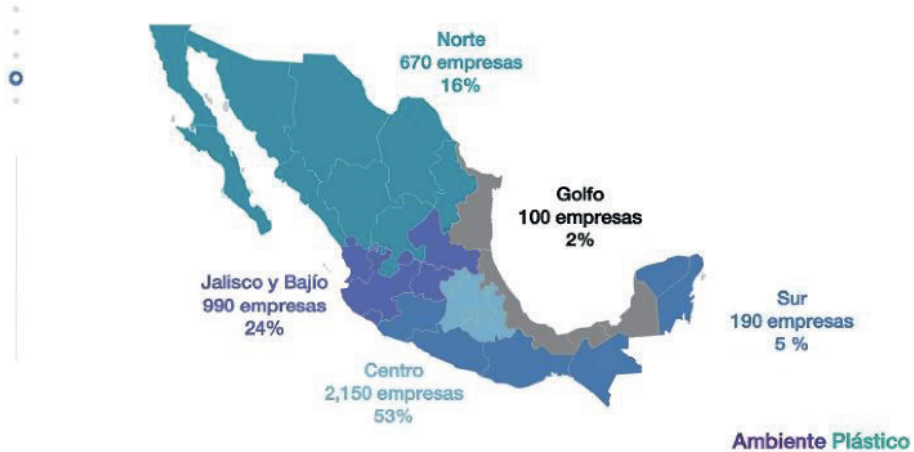 Norte
670 empresas
16%
Golfo
100 empresas
2%
Jalisco y Bajío
990 empresas
24%
Sur
190 empresas
5 %
Centro
2,150 empresas
53%
Ambiente Plástico